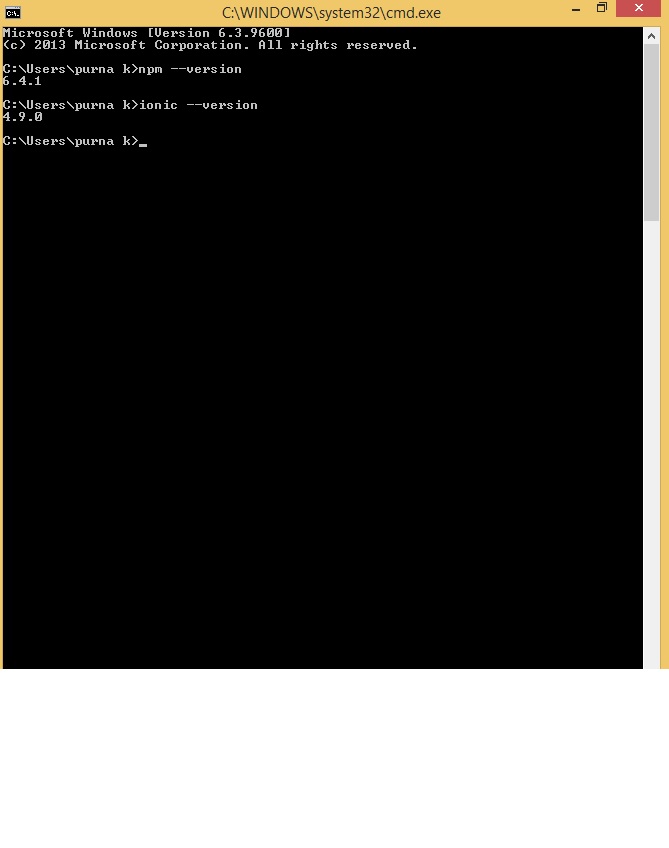 C:\WINDOWS\system32\cmd.exe
Microsoft Windows [Version 6.3.9600]
(c) 2013 Microsoft Corporation. All rights reserved.
C:\Users\purna k>npm --version
6.4.1
C:\Users\purna k>ionic --version
4.9.0
C:\Users\purna k>_